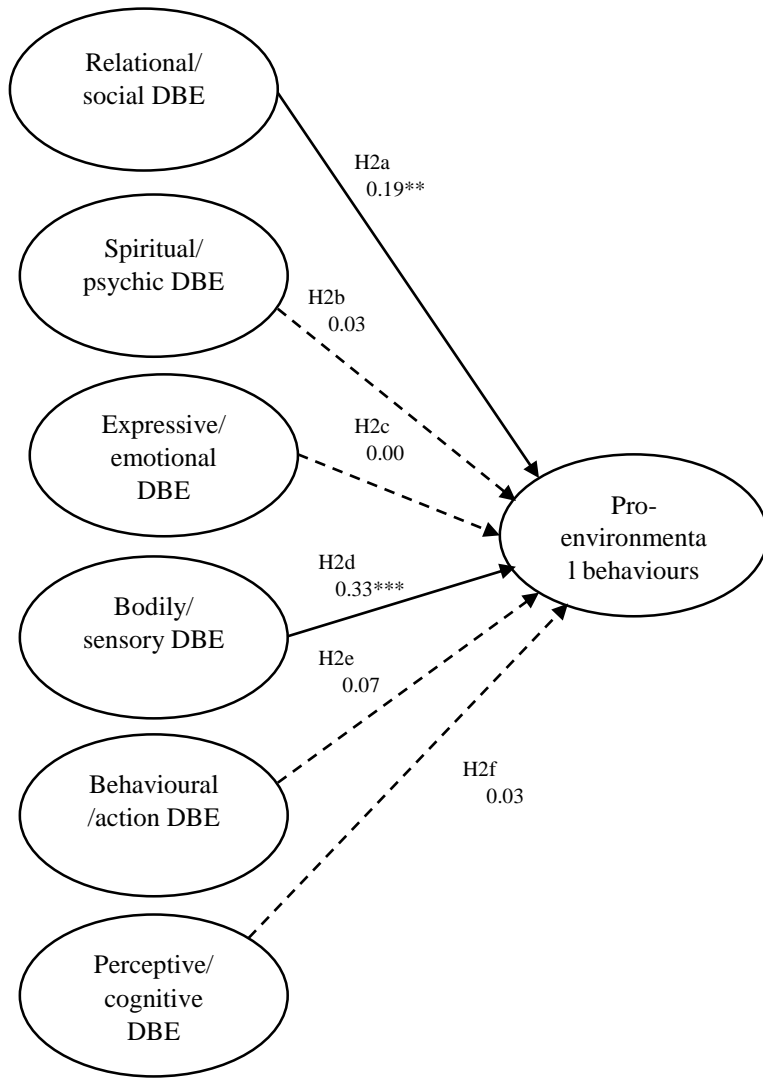 Relational/
social DBE
H2a
0.19**
Spiritual/
psychic DBE
H2b
0.03
Expressive/
emotional
DBE
H2c
0.00
Pro-
environmenta
l behaviours
Bodily/
sensory DBE
H2d
0.33***
H2e
0.07
Behavioural
/action DBE
H2f
0.03
Perceptive/
cognitive
DBE